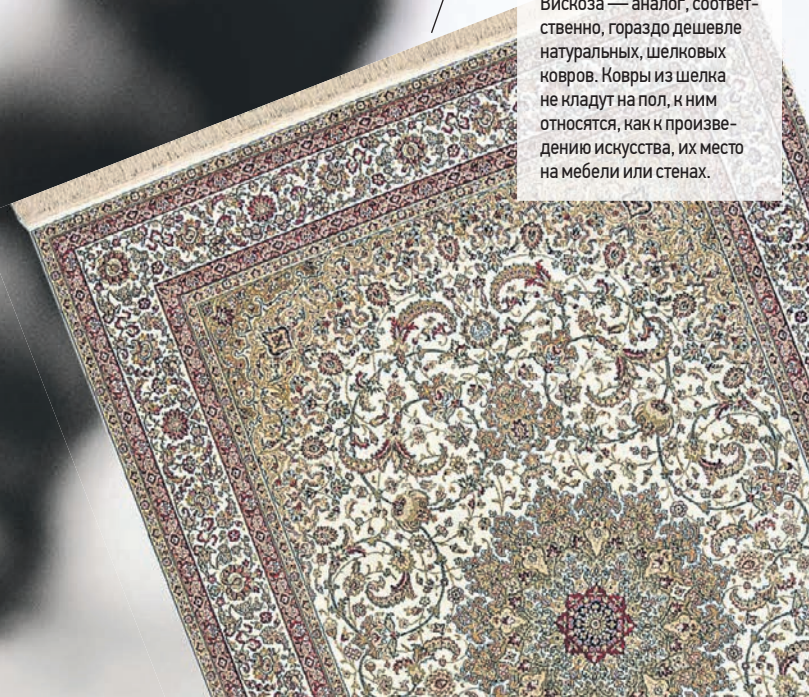 Вискоза — аналог, соответ-
ственно, гораздо дешевле
натуральных, шелковых
ковров. Ковры из шелка
не кладут на пол, к ним
относятся, как к произве-
дению искусства, их место
на мебели или стенах.